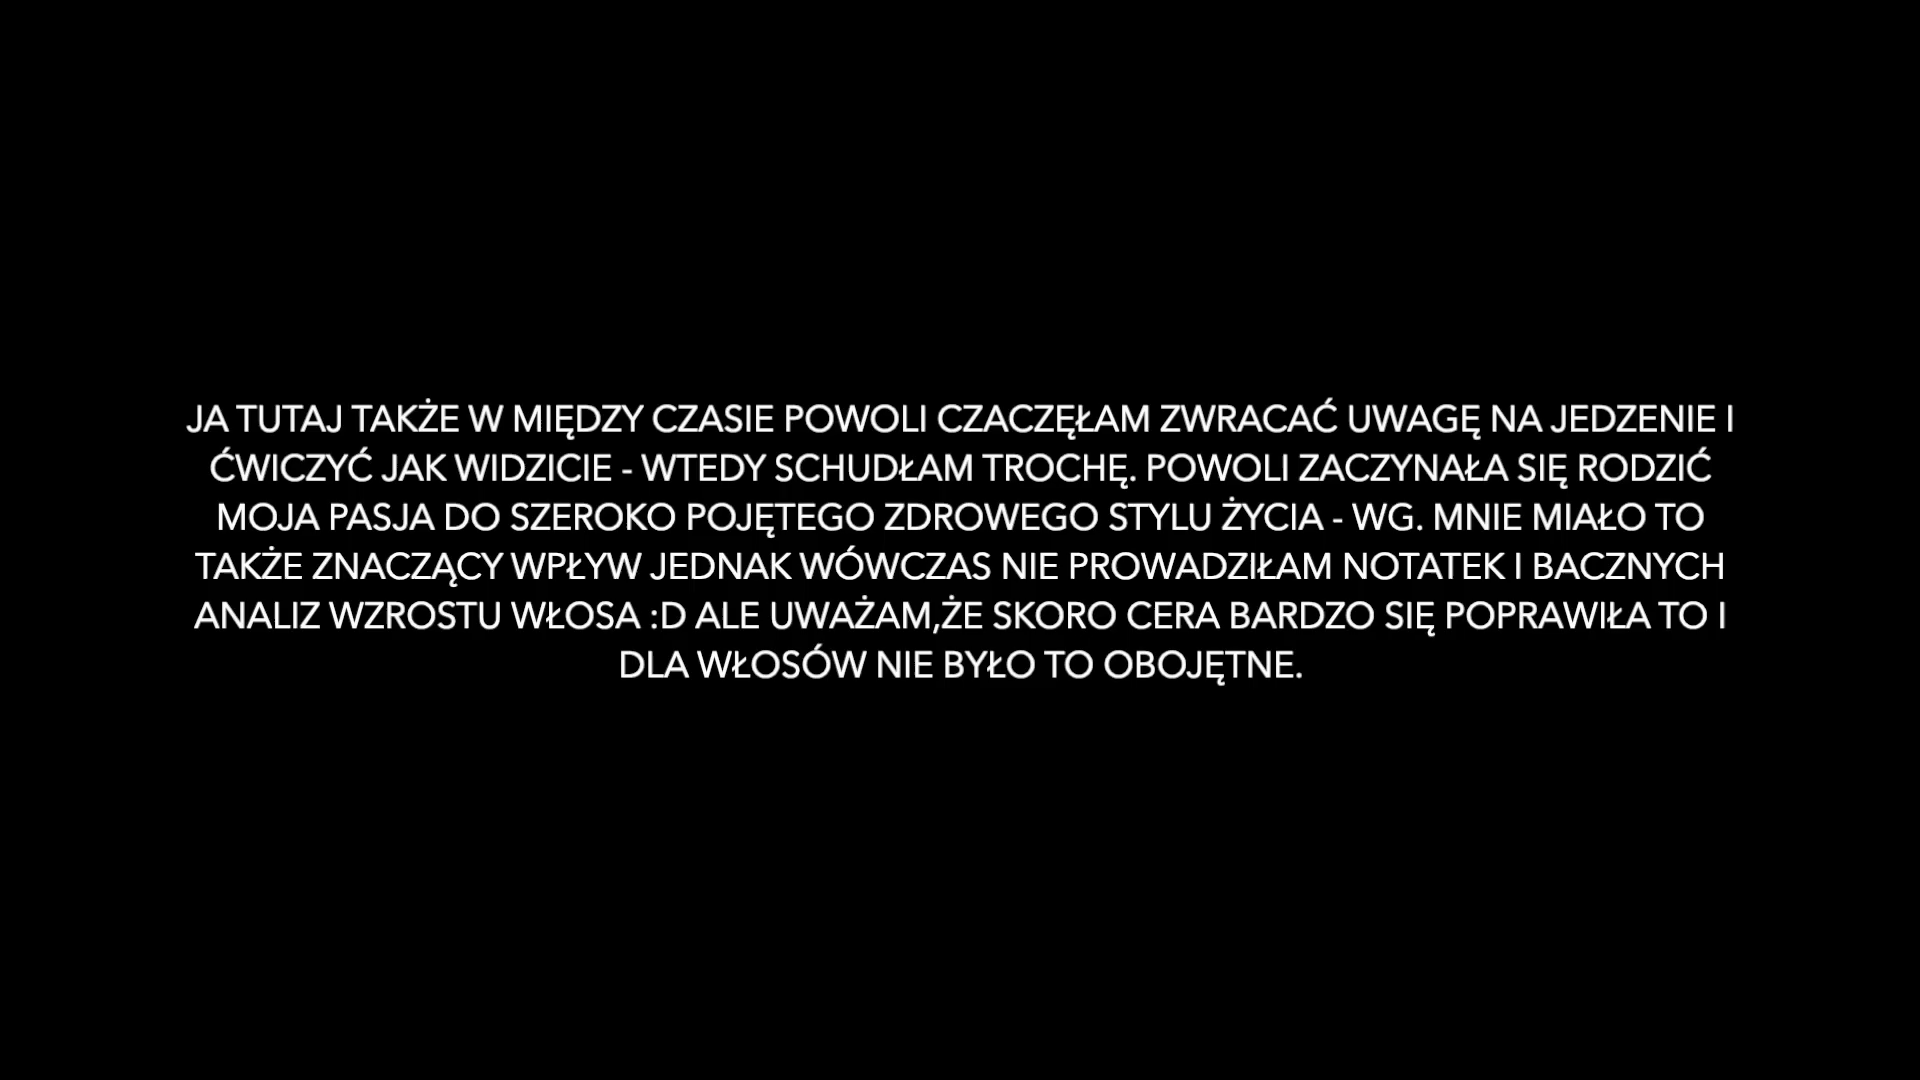 JA TUTAJ TAKŻE W MIĘDZY CZASIE POWOLI CZACZĘŁAM ZWRACAĆ UWAGĘ NA JEDZENIE I
ĆWICZYĆ JAK WIDZICIE - WTEDY SCHUDŁAM TROCHĘ. POWOLI ZACZYNAŁA SIĘ RODZIĆ
MOJA PASJA DO SZEROKO POJĘTEGO ZDROWEGO STYLU ŻYCIA - WG. MNIE MIAŁO TO
TAKŻE ZNACZĄCY WPŁYW JEDNAK WÓWCZAS NIE PROWADZIŁAM NOTATEK I BACZNYCH
ANALIZ WZROSTU WŁOSA :D ALE UWAŻAM,ŻE SKORO CERA BARDZO SIĘ POPRAWIŁA TO I
DLA WŁOSÓW NIE BYŁO TO OBOJĘTNE.